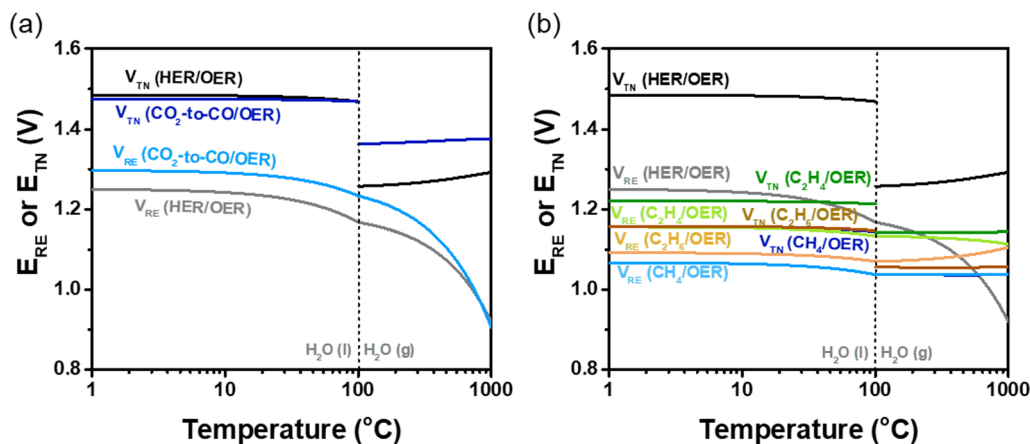 (a)
E_RE or E_TN (V)
1.6
1.4
1.2
1.0
0.8
V_TN (HER/OER)
V_TN (CO₂-to-CO/OER)
V_RE (CO₂-to-CO/OER)
V_RE (HER/OER)
H₂O (l) H₂O (g)
1 10 100 1000
Temperature (°C)
(b)
E_RE or E_TN (V)
1.6
1.4
1.2
1.0
0.8
V_TN (HER/OER)
V_RE (HER/OER)
V_TN (C₂H₄/OER)
V_RE (C₂H₄/OER)
V_TN (C₂H₆/OER)
V_RE (C₂H₆/OER)
V_TN (CH₄/OER)
V_RE (CH₄/OER)
H₂O (l) H₂O (g)
1 10 100 1000
Temperature (°C)